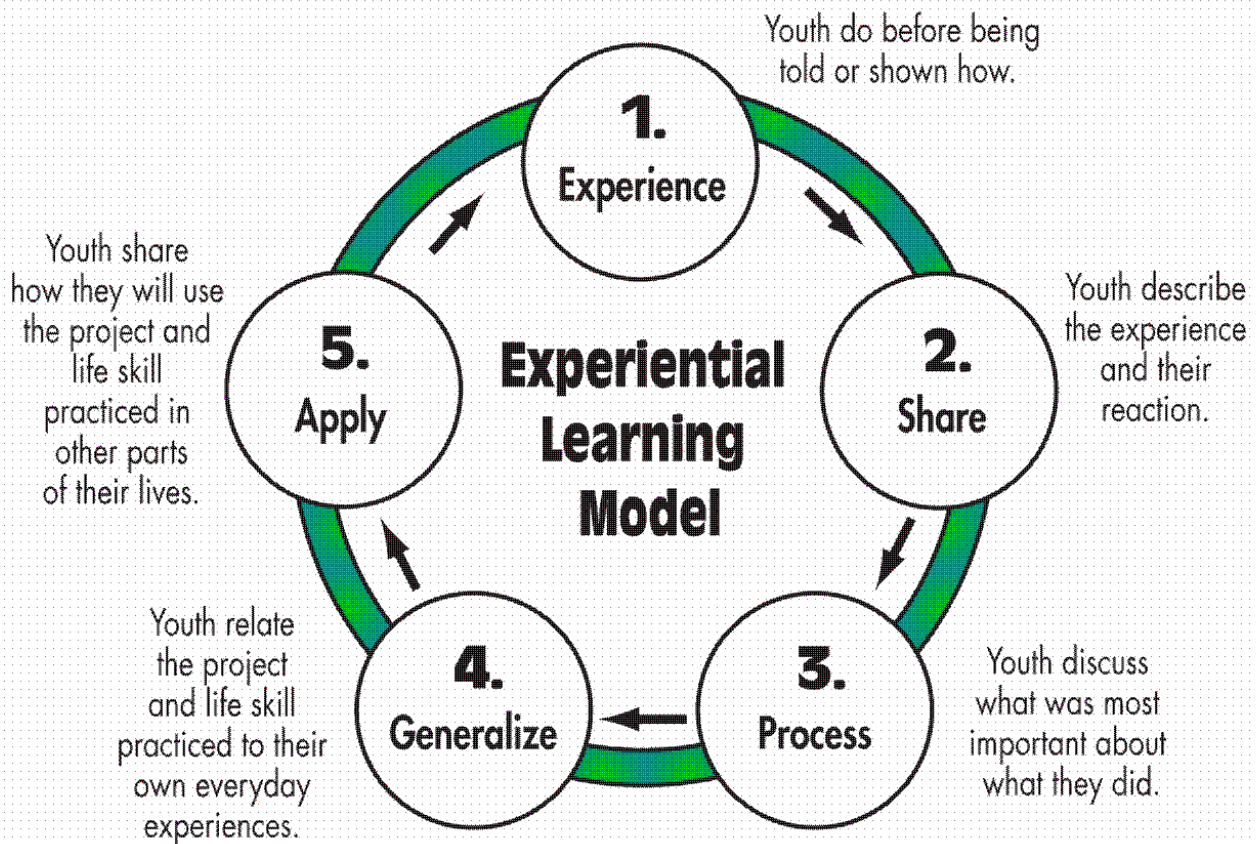 Youth do before being
told or shown how.
1.
Experience
Youth describe
the experience
and their
reaction.
2.
Share
Youth discuss
what was most
important about
what they did.
3.
Process
Youth relate
the project
and life skill
practiced to their
own everyday
experiences.
4.
Generalize
Youth share
how they will use
the project and
life skill
practiced in
other parts
of their lives.
5.
Apply
Experiential
Learning
Model